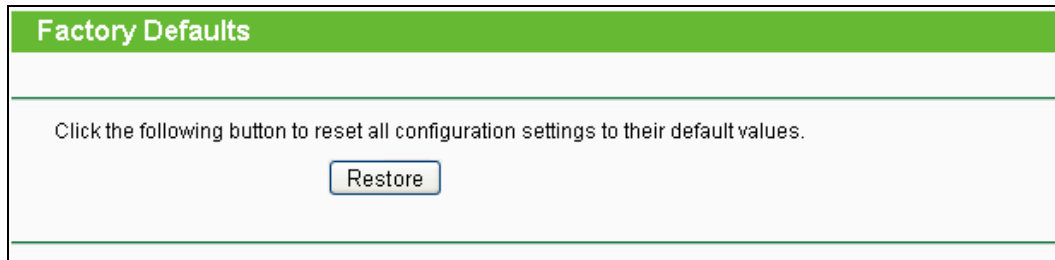 Factory Defaults
Click the following button to reset all configuration settings to their default values.
Restore